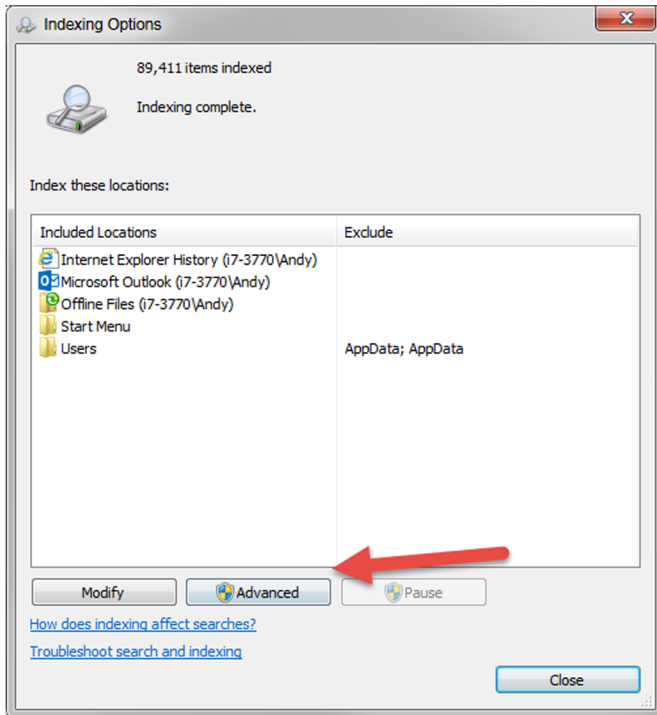 Indexing Options
89,411 items indexed
Indexing complete.
Index these locations:
Included Locations Exclude
Internet Explorer History (i7-3770\Andy)
Microsoft Outlook (i7-3770\Andy)
Offline Files (i7-3770\Andy)
Start Menu
Users AppData; AppData
Modify Advanced Pause
How does indexing affect searches?
Troubleshoot search and indexing
Close